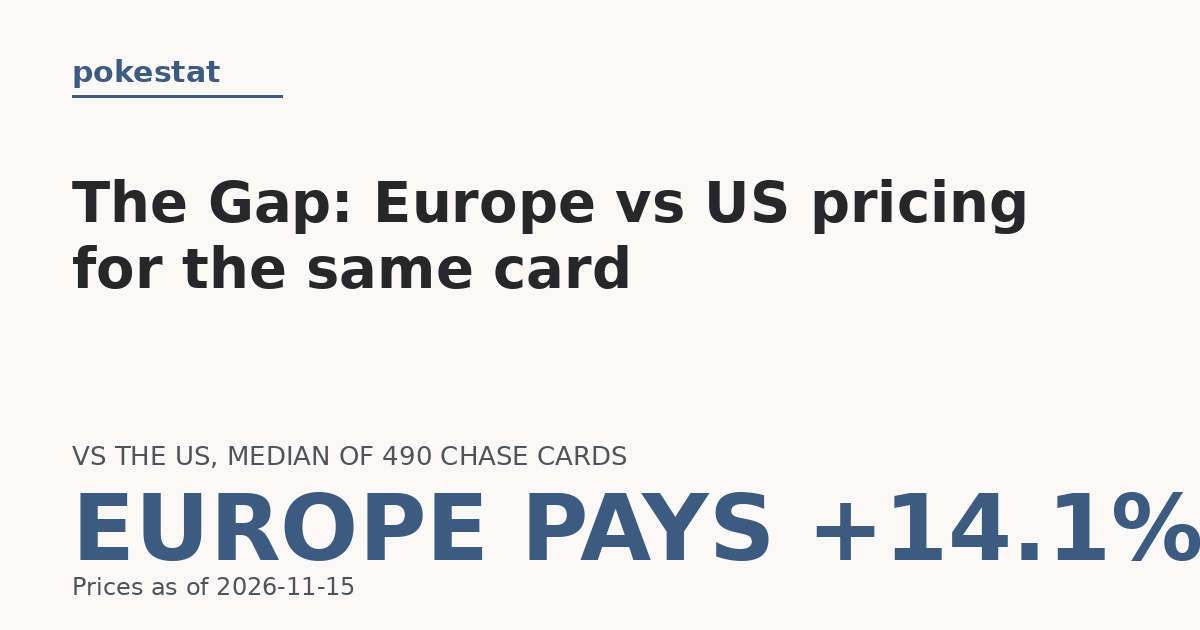 pokestat
The Gap: Europe vs US pricing
for the same card
VS THE US, MEDIAN OF 490 CHASE CARDS
EUROPE PAYS +14.1%
Prices as of 2026-11-15